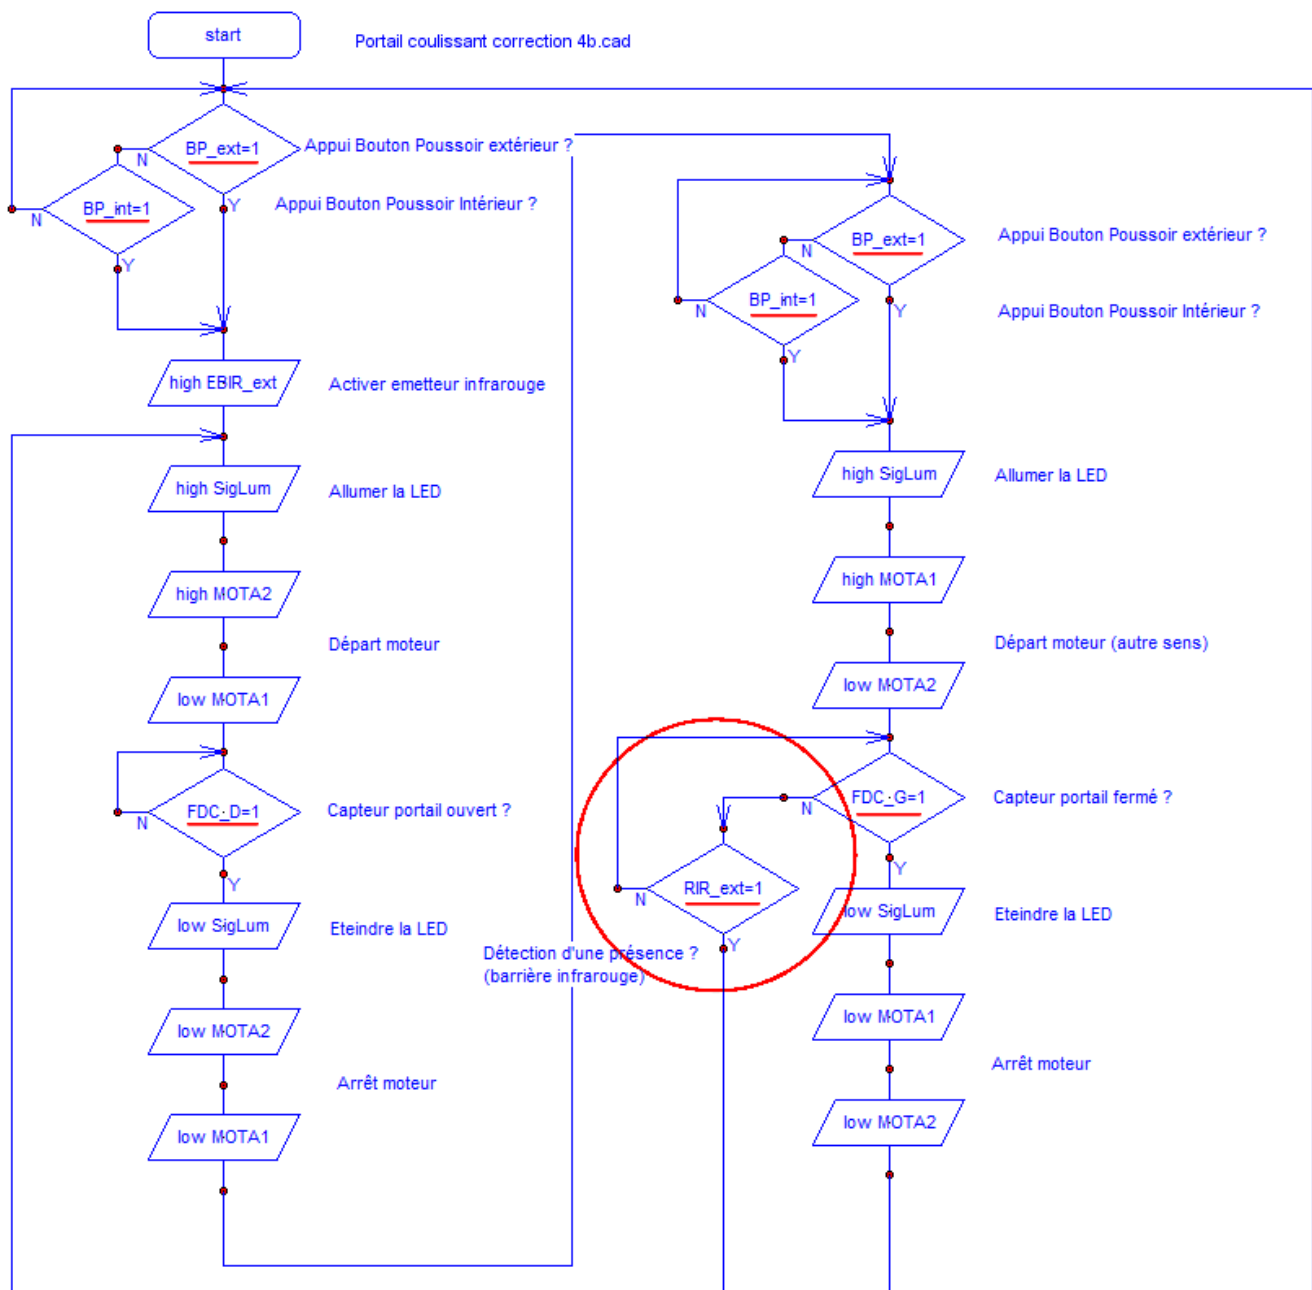 start
Portail coulissant correction 4b.cad
BP_ext=1
Appui Bouton Poussoir extérieur ?
N
BP_int=1
Y
Appui Bouton Poussoir Intérieur ?
N
Y
high EBIR_ext
Activer emetteur infrarouge
high SigLum
Allumer la LED
high MOTA2
Départ moteur
low MOTA1
FDC_D=1
Capteur portail ouvert ?
N
Y
low SigLum
Eteindre la LED
low MOTA2
Arrêt moteur
low MOTA1
BP_ext=1
Appui Bouton Poussoir extérieur ?
N
BP_int=1
Y
Appui Bouton Poussoir Intérieur ?
N
Y
high SigLum
Allumer la LED
high MOTA1
Départ moteur (autre sens)
low MOTA2
FDC_G=1
Capteur portail fermé ?
N
Y
RIR_ext=1
N
Y
Détection d'une présence ?
(barrière infrarouge)
low SigLum
Eteindre la LED
low MOTA1
Arrêt moteur
low MOTA2